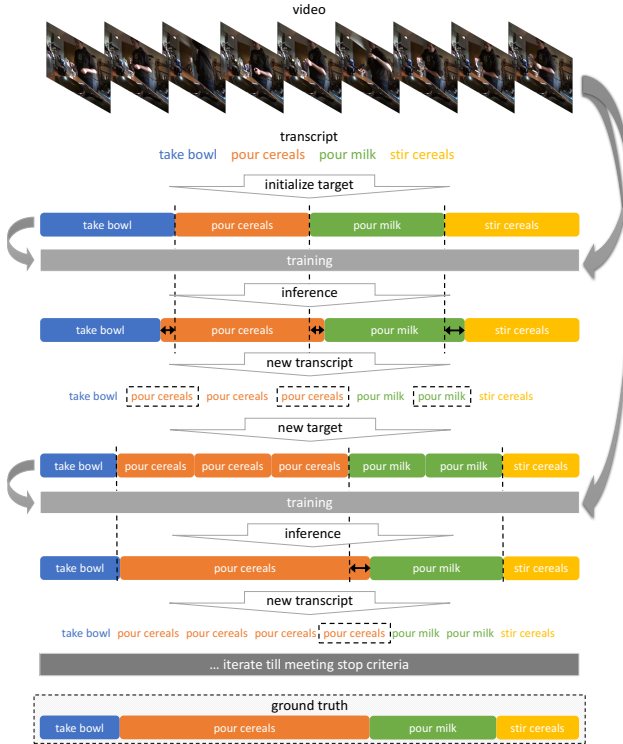 video
transcript
take bowl pour cereals pour milk stir cereals
initialize target
take bowl pour cereals pour milk stir cereals
training
inference
take bowl pour cereals pour milk stir cereals
new transcript
take bowl pour cereals pour cereals pour cereals pour milk pour milk stir cereals
new target
take bowl pour cereals pour cereals pour cereals pour milk pour milk stir cereals
training
inference
take bowl pour cereals pour milk stir cereals
new transcript
take bowl pour cereals pour cereals pour cereals pour cereals pour milk pour milk stir cereals
... iterate till meeting stop criteria
ground truth
take bowl pour cereals pour milk stir cereals